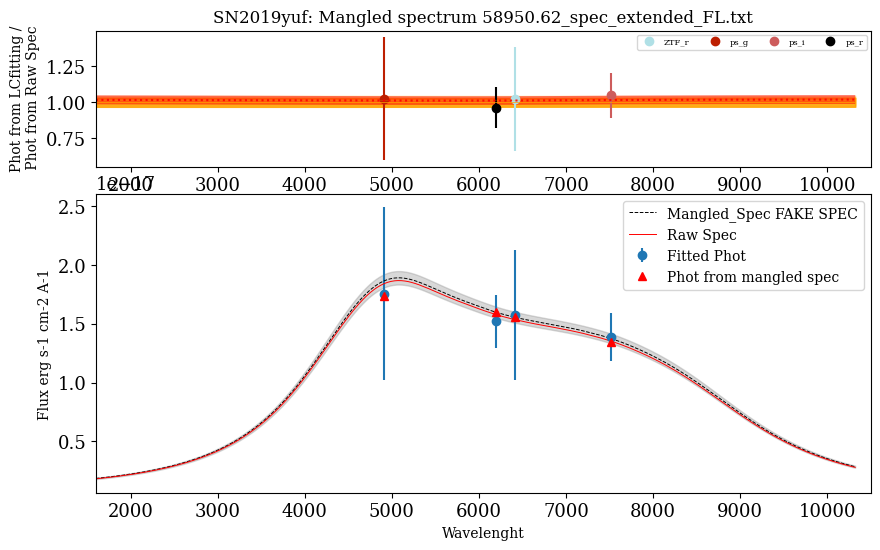 SN2019yuf: Mangled spectrum 58950.62_spec_extended_FL.txt
Phot from LCfitting /
Phot from Raw Spec
1.25
1.00
0.75
ZTF_r ps_g ps_i ps_r
2000 3000 4000 5000 6000 7000 8000 9000 10000
1e−17
2.5
2.0
1.5
1.0
0.5
Flux erg s-1 cm-2 A-1
Mangled_Spec FAKE SPEC
Raw Spec
Fitted Phot
Phot from mangled spec
2000 3000 4000 5000 6000 7000 8000 9000 10000
Wavelenght